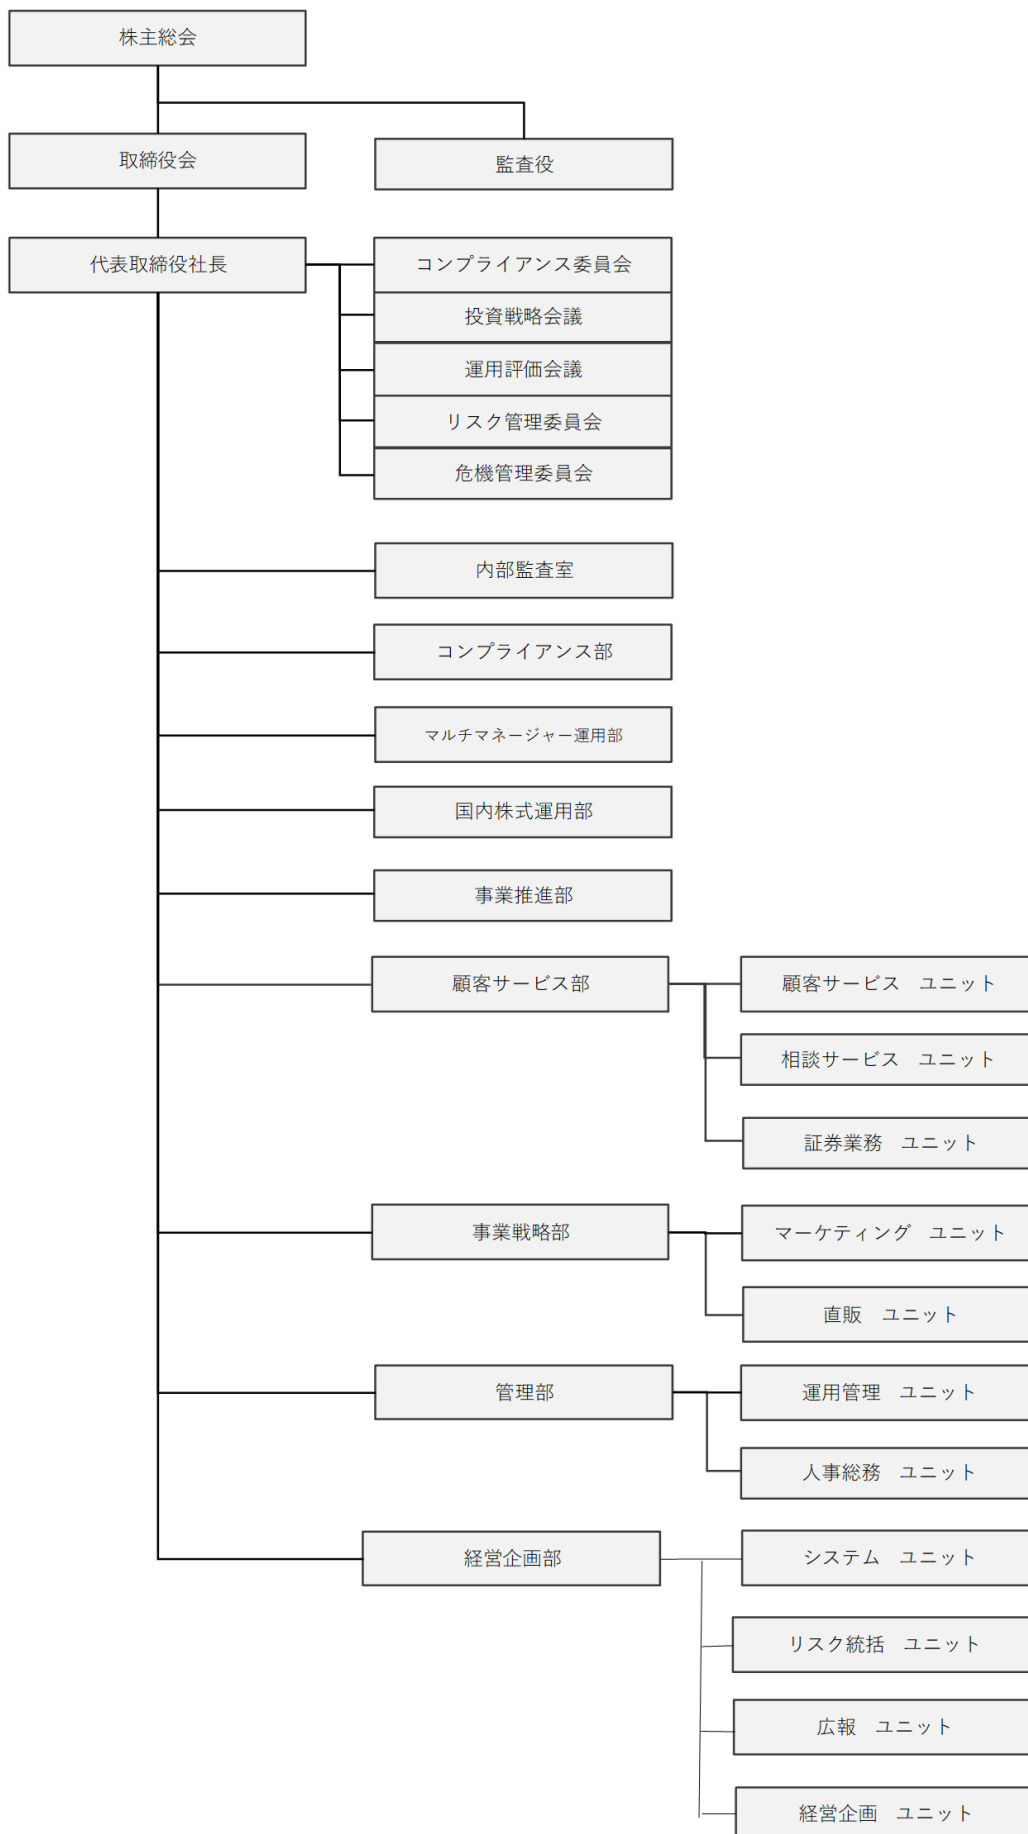 株主総会
取締役会
監査役
代表取締役社長
コンプライアンス委員会
投資戦略会議
運用評価会議
リスク管理委員会
危機管理委員会
内部監査室
コンプライアンス部
マルチマネージャー運用部
国内株式運用部
事業推進部
顧客サービス部
顧客サービス　ユニット
相談サービス　ユニット
証券業務　ユニット
事業戦略部
マーケティング　ユニット
直販　ユニット
管理部
運用管理　ユニット
人事総務　ユニット
経営企画部
システム　ユニット
リスク統括　ユニット
広報　ユニット
経営企画　ユニット